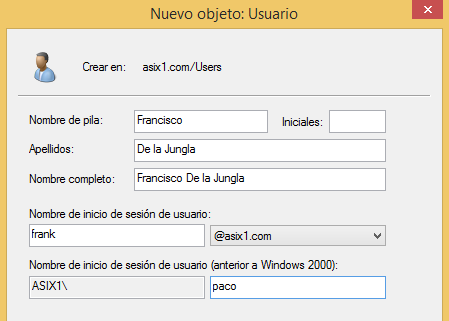 Nuevo objeto: Usuario
Crear en: asix1.com/Users
Nombre de pila: Francisco Iniciales:
Apellidos: De la Jungla
Nombre completo: Francisco De la Jungla
Nombre de inicio de sesión de usuario:
frank @asix1.com
Nombre de inicio de sesión de usuario (anterior a Windows 2000):
ASIX1\ paco